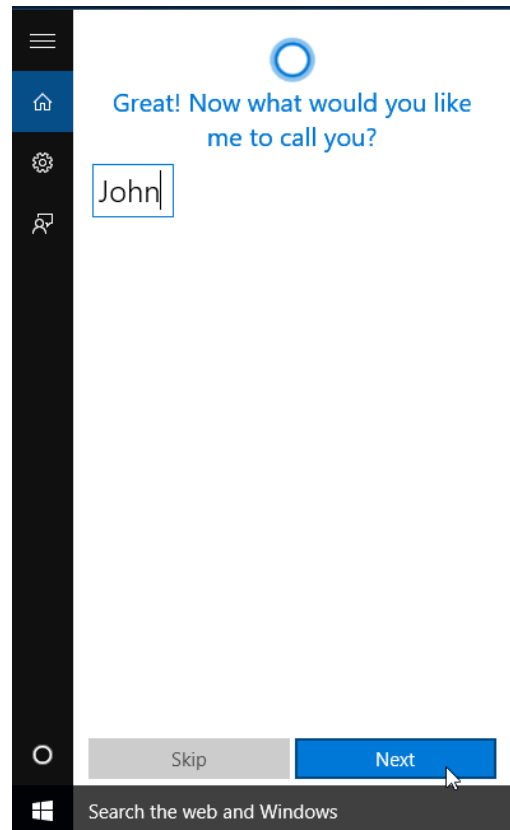 Great! Now what would you like
me to call you?
John
Skip
Next
Search the web and Windows